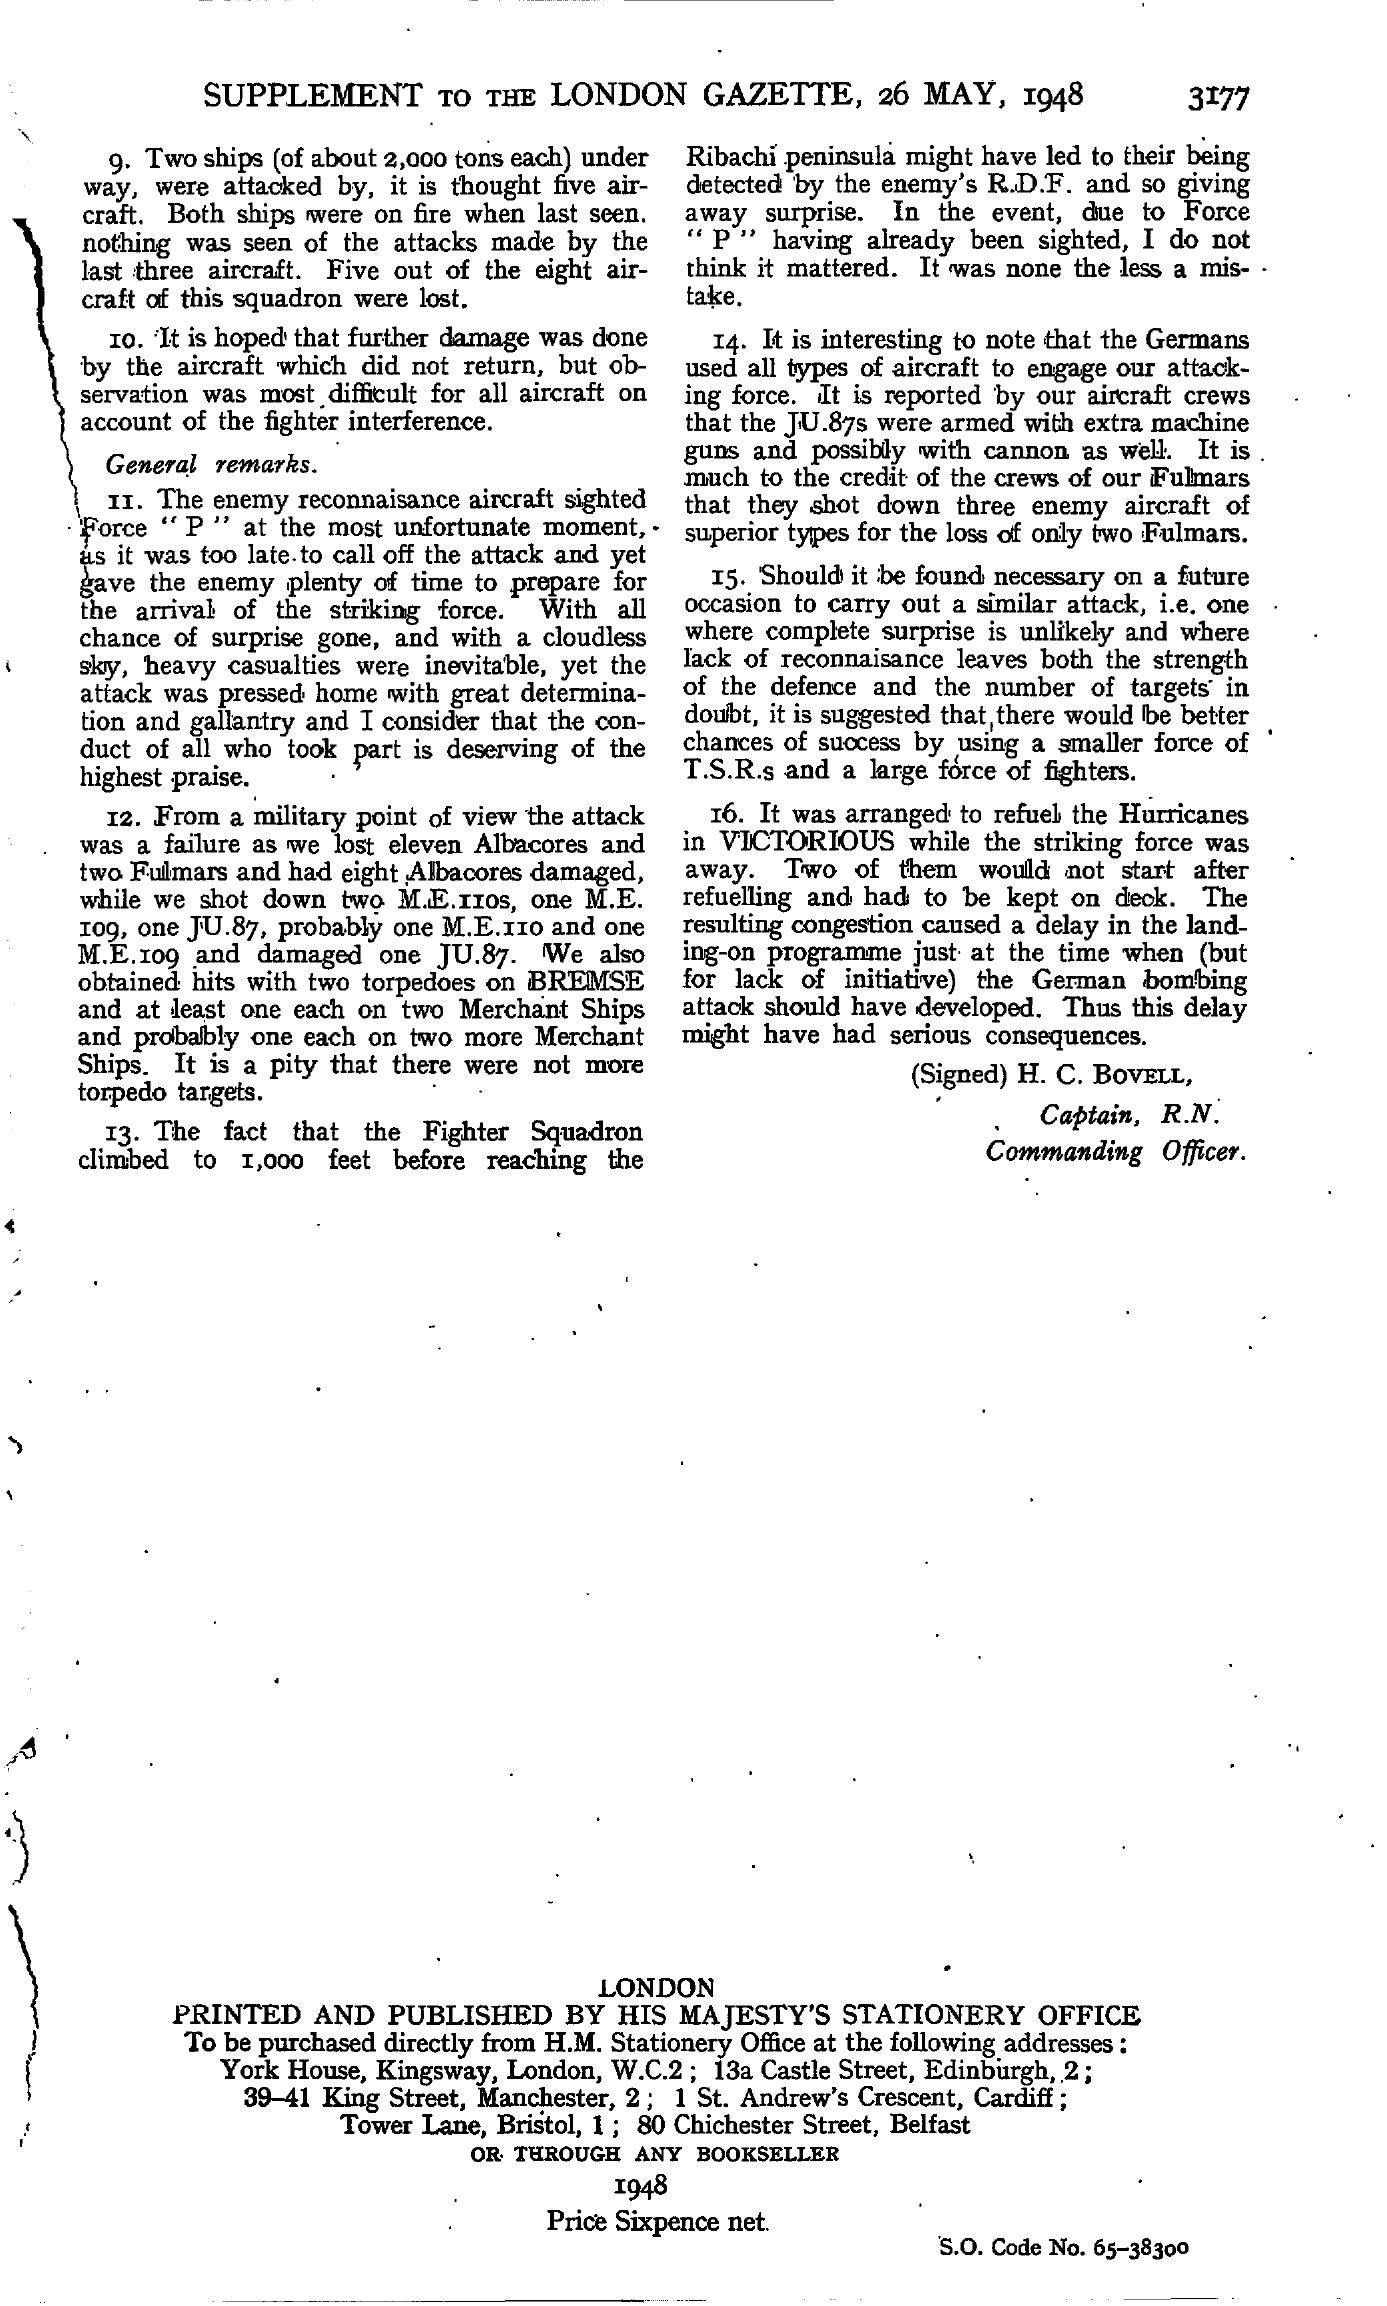 SUPPLEMENT TO THE LONDON GAZETTE, 26 MAY, 1948 3177
9. Two ships (of about 2,000 tons each) under
way, were attacked by, it is thought five air-
craft. Both ships were on fire when last seen.
nothing was seen of the attacks made by the
last three aircraft. Five out of the eight air-
craft of this squadron were lost.
10. It is hoped that further damage was done
by the aircraft which did not return, but ob-
servation was most difficult for all aircraft on
account of the fighter interference.
General remarks.
11. The enemy reconnaisance aircraft sighted
Force " P " at the most unfortunate moment,
as it was too late to call off the attack and yet
gave the enemy plenty of time to prepare for
the arrival of the striking force. With all
chance of surprise gone, and with a cloudless
sky, heavy casualties were inevitable, yet the
attack was pressed home with great determina-
tion and gallantry and I consider that the con-
duct of all who took part is deserving of the
highest praise.
12. From a military point of view the attack
was a failure as we lost eleven Albacores and
two Fulmars and had eight Albacores damaged,
while we shot down two M.E.110s, one M.E.
109, one JU.87, probably one M.E.110 and one
M.E.109 and damaged one JU.87. We also
obtained hits with two torpedoes on BREMSE
and at least one each on two Merchant Ships
and probably one each on two more Merchant
Ships. It is a pity that there were not more
torpedo targets.
13. The fact that the Fighter Squadron
climbed to 1,000 feet before reaching the
Ribachi peninsula might have led to their being
detected by the enemy's R.D.F. and so giving
away surprise. In the event, due to Force
" P " having already been sighted, I do not
think it mattered. It was none the less a mis-
take.
14. It is interesting to note that the Germans
used all types of aircraft to engage our attack-
ing force. It is reported by our aircraft crews
that the JU.87s were armed with extra machine
guns and possibly with cannon as well. It is
much to the credit of the crews of our Fulmars
that they shot down three enemy aircraft of
superior types for the loss of only two Fulmars.
15. Should it be found necessary on a future
occasion to carry out a similar attack, i.e. one
where complete surprise is unlikely and where
lack of reconnaisance leaves both the strength
of the defence and the number of targets in
doubt, it is suggested that there would be better
chances of success by using a smaller force of
T.S.R.s and a large force of fighters.
16. It was arranged to refuel the Hurricanes
in VICTORIOUS while the striking force was
away. Two of them would not start after
refuelling and had to be kept on deck. The
resulting congestion caused a delay in the land-
ing-on programme just at the time when (but
for lack of initiative) the German bombing
attack should have developed. Thus this delay
might have had serious consequences.
(Signed) H. C. BOVELL,
Captain, R.N.
Commanding Officer.
LONDON
PRINTED AND PUBLISHED BY HIS MAJESTY'S STATIONERY OFFICE
To be purchased directly from H.M. Stationery Office at the following addresses :
York House, Kingsway, London, W.C.2 ; 13a Castle Street, Edinburgh, 2 ;
39–41 King Street, Manchester, 2 ; 1 St. Andrew's Crescent, Cardiff ;
Tower Lane, Bristol, 1 ; 80 Chichester Street, Belfast
OR THROUGH ANY BOOKSELLER
1948
Price Sixpence net.
S.O. Code No. 65–38300